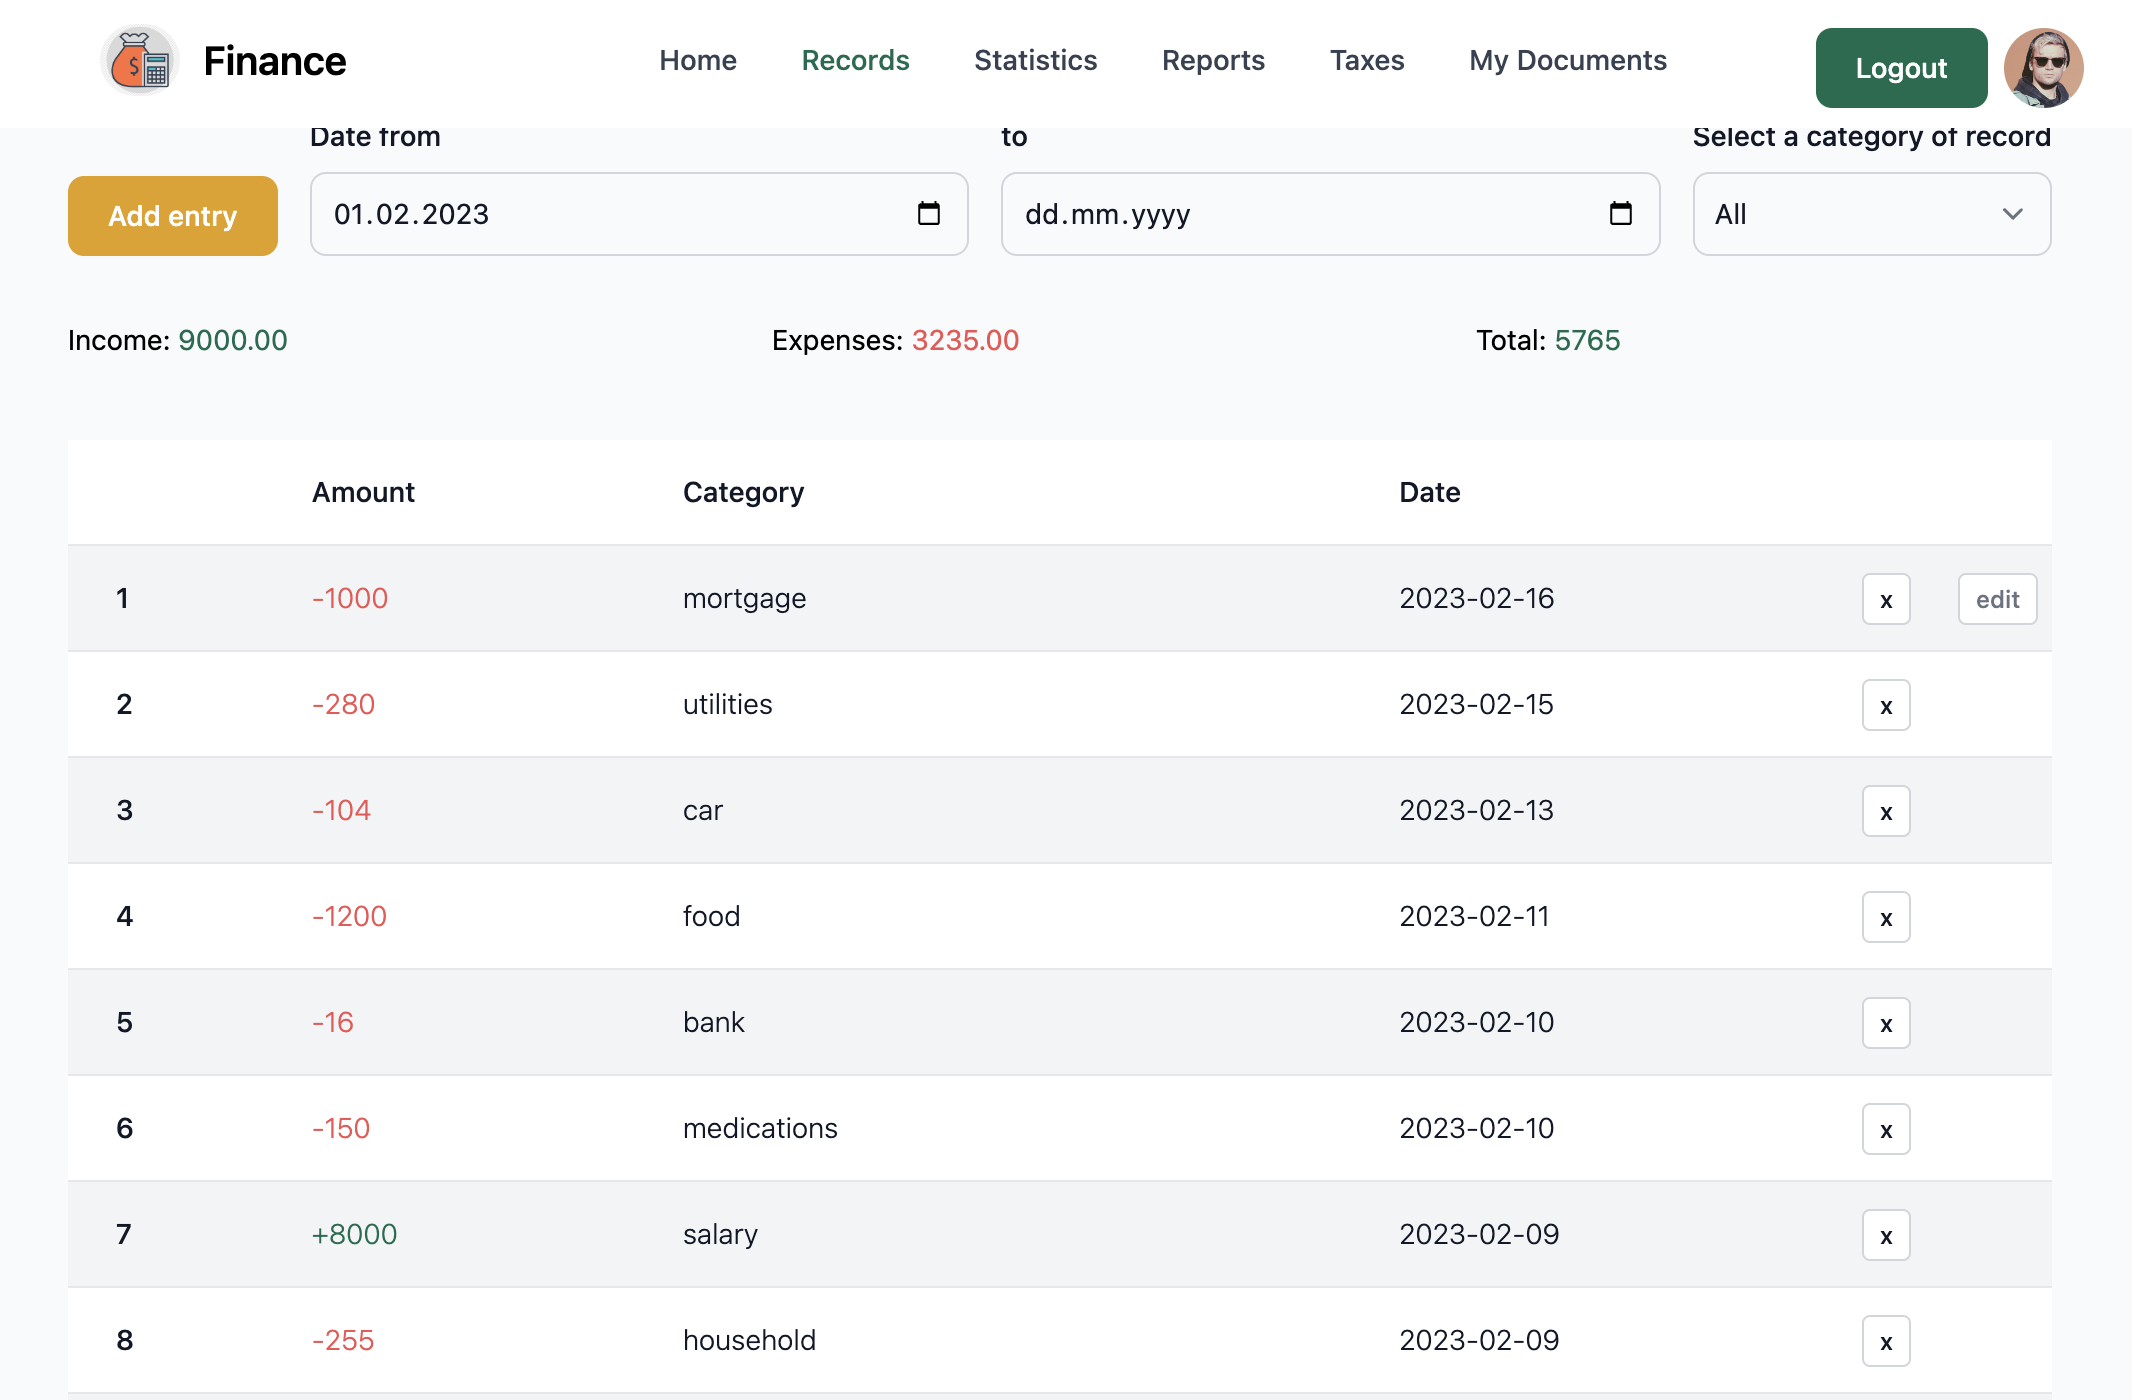 Finance
Home Records Statistics Reports Taxes My Documents
Logout
Date from to Select a category of record
Add entry 01.02.2023 dd.mm.yyyy All
Income: 9000.00 Expenses: 3235.00 Total: 5765
Amount Category Date
1 -1000 mortgage 2023-02-16 x edit
2 -280 utilities 2023-02-15 x
3 -104 car 2023-02-13 x
4 -1200 food 2023-02-11 x
5 -16 bank 2023-02-10 x
6 -150 medications 2023-02-10 x
7 +8000 salary 2023-02-09 x
8 -255 household 2023-02-09 x